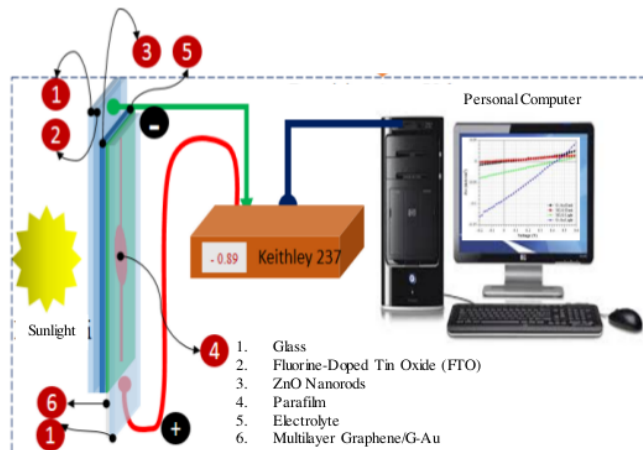 3
5
1
2
-
Personal Computer
- 0.89 Keithley 237
Sunlight
4
6
1
+
1. Glass
2. Fluorine-Doped Tin Oxide (FTO)
3. ZnO Nanorods
4. Parafilm
5. Electrolyte
6. Multilayer Graphene/G-Au